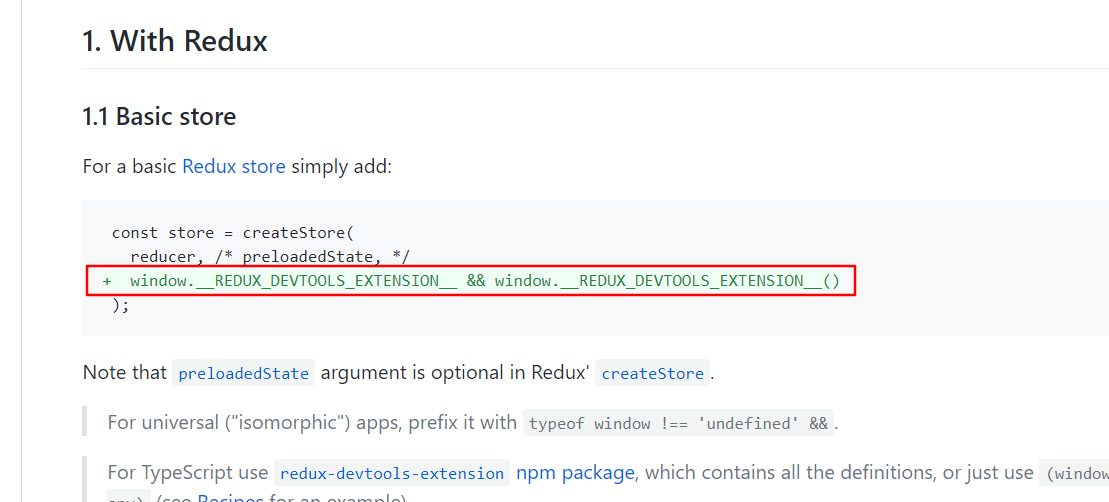 1. With Redux
1.1 Basic store
For a basic Redux store simply add:
const store = createStore(
reducer, /* preloadedState, */
+ window.__REDUX_DEVTOOLS_EXTENSION__ && window.__REDUX_DEVTOOLS_EXTENSION__()
);
Note that preloadedState argument is optional in Redux' createStore.
For universal ("isomorphic") apps, prefix it with typeof window !== 'undefined' &&.
For TypeScript use redux-devtools-extension npm package, which contains all the definitions, or just use (window
any) (see Recipes for an example)